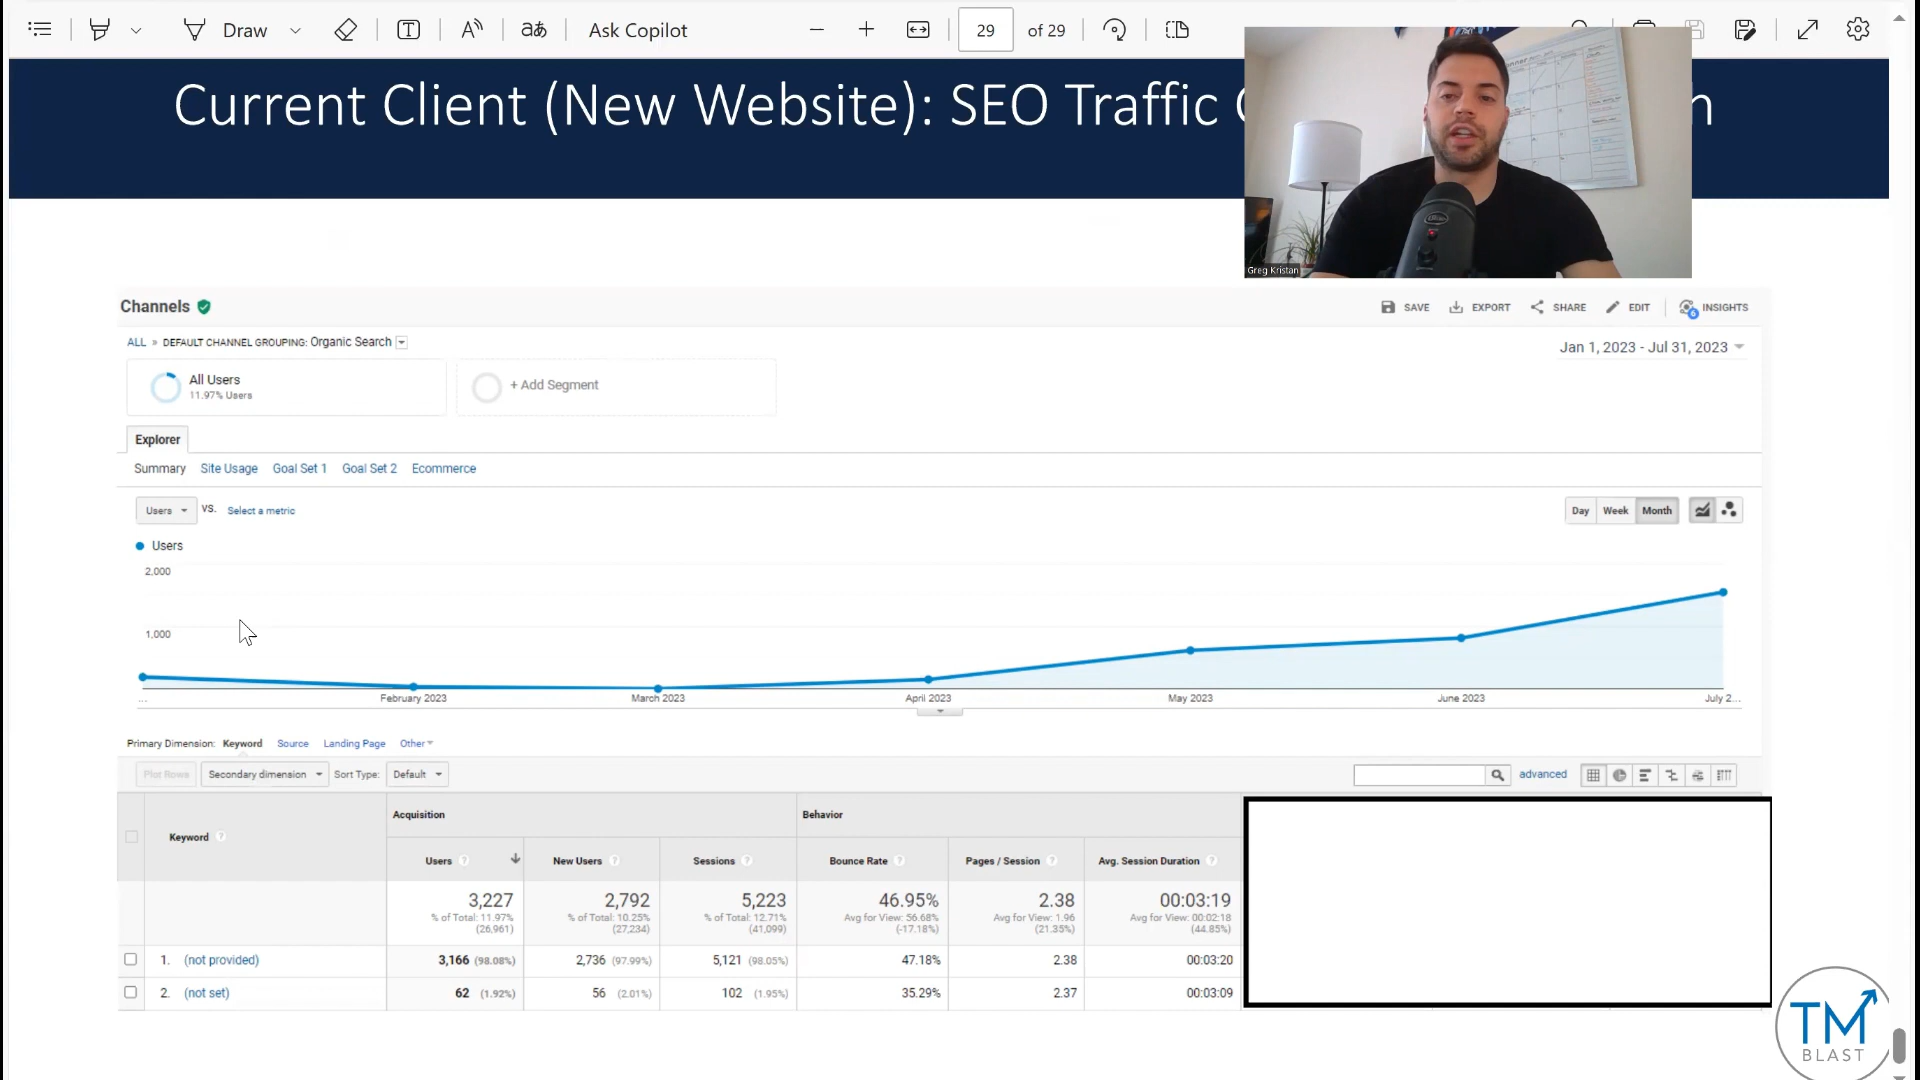 Draw
Ask Copilot
29 of 29
Current Client (New Website): SEO Traffic
Greg Kristan
Channels
SAVE EXPORT SHARE EDIT INSIGHTS
6
ALL » DEFAULT CHANNEL GROUPING: Organic Search
Jan 1, 2023 - Jul 31, 2023
All Users
11.97% Users
+ Add Segment
Explorer
Summary Site Usage Goal Set 1 Goal Set 2 Ecommerce
Users VS. Select a metric
Day Week Month
Users
2,000
1,000
... February 2023 March 2023 April 2023 May 2023 June 2023 July 2...
Primary Dimension: Keyword Source Landing Page Other
Plot Rows Secondary dimension Sort Type: Default advanced
Acquisition Behavior
Keyword ? Users ? New Users ? Sessions ? Bounce Rate ? Pages / Session ? Avg. Session Duration ?
3,227 2,792 5,223 46.95% 2.38 00:03:19
% of Total: 11.97% % of Total: 10.25% % of Total: 12.71% Avg for View: 56.68% Avg for View: 1.96 Avg for View: 00:02:18
(26,961) (27,234) (41,099) (-17.18%) (21.35%) (44.85%)
1. (not provided) 3,166 (98.08%) 2,736 (97.99%) 5,121 (98.05%) 47.18% 2.38 00:03:20
2. (not set) 62 (1.92%) 56 (2.01%) 102 (1.95%) 35.29% 2.37 00:03:09
TM
BLAST